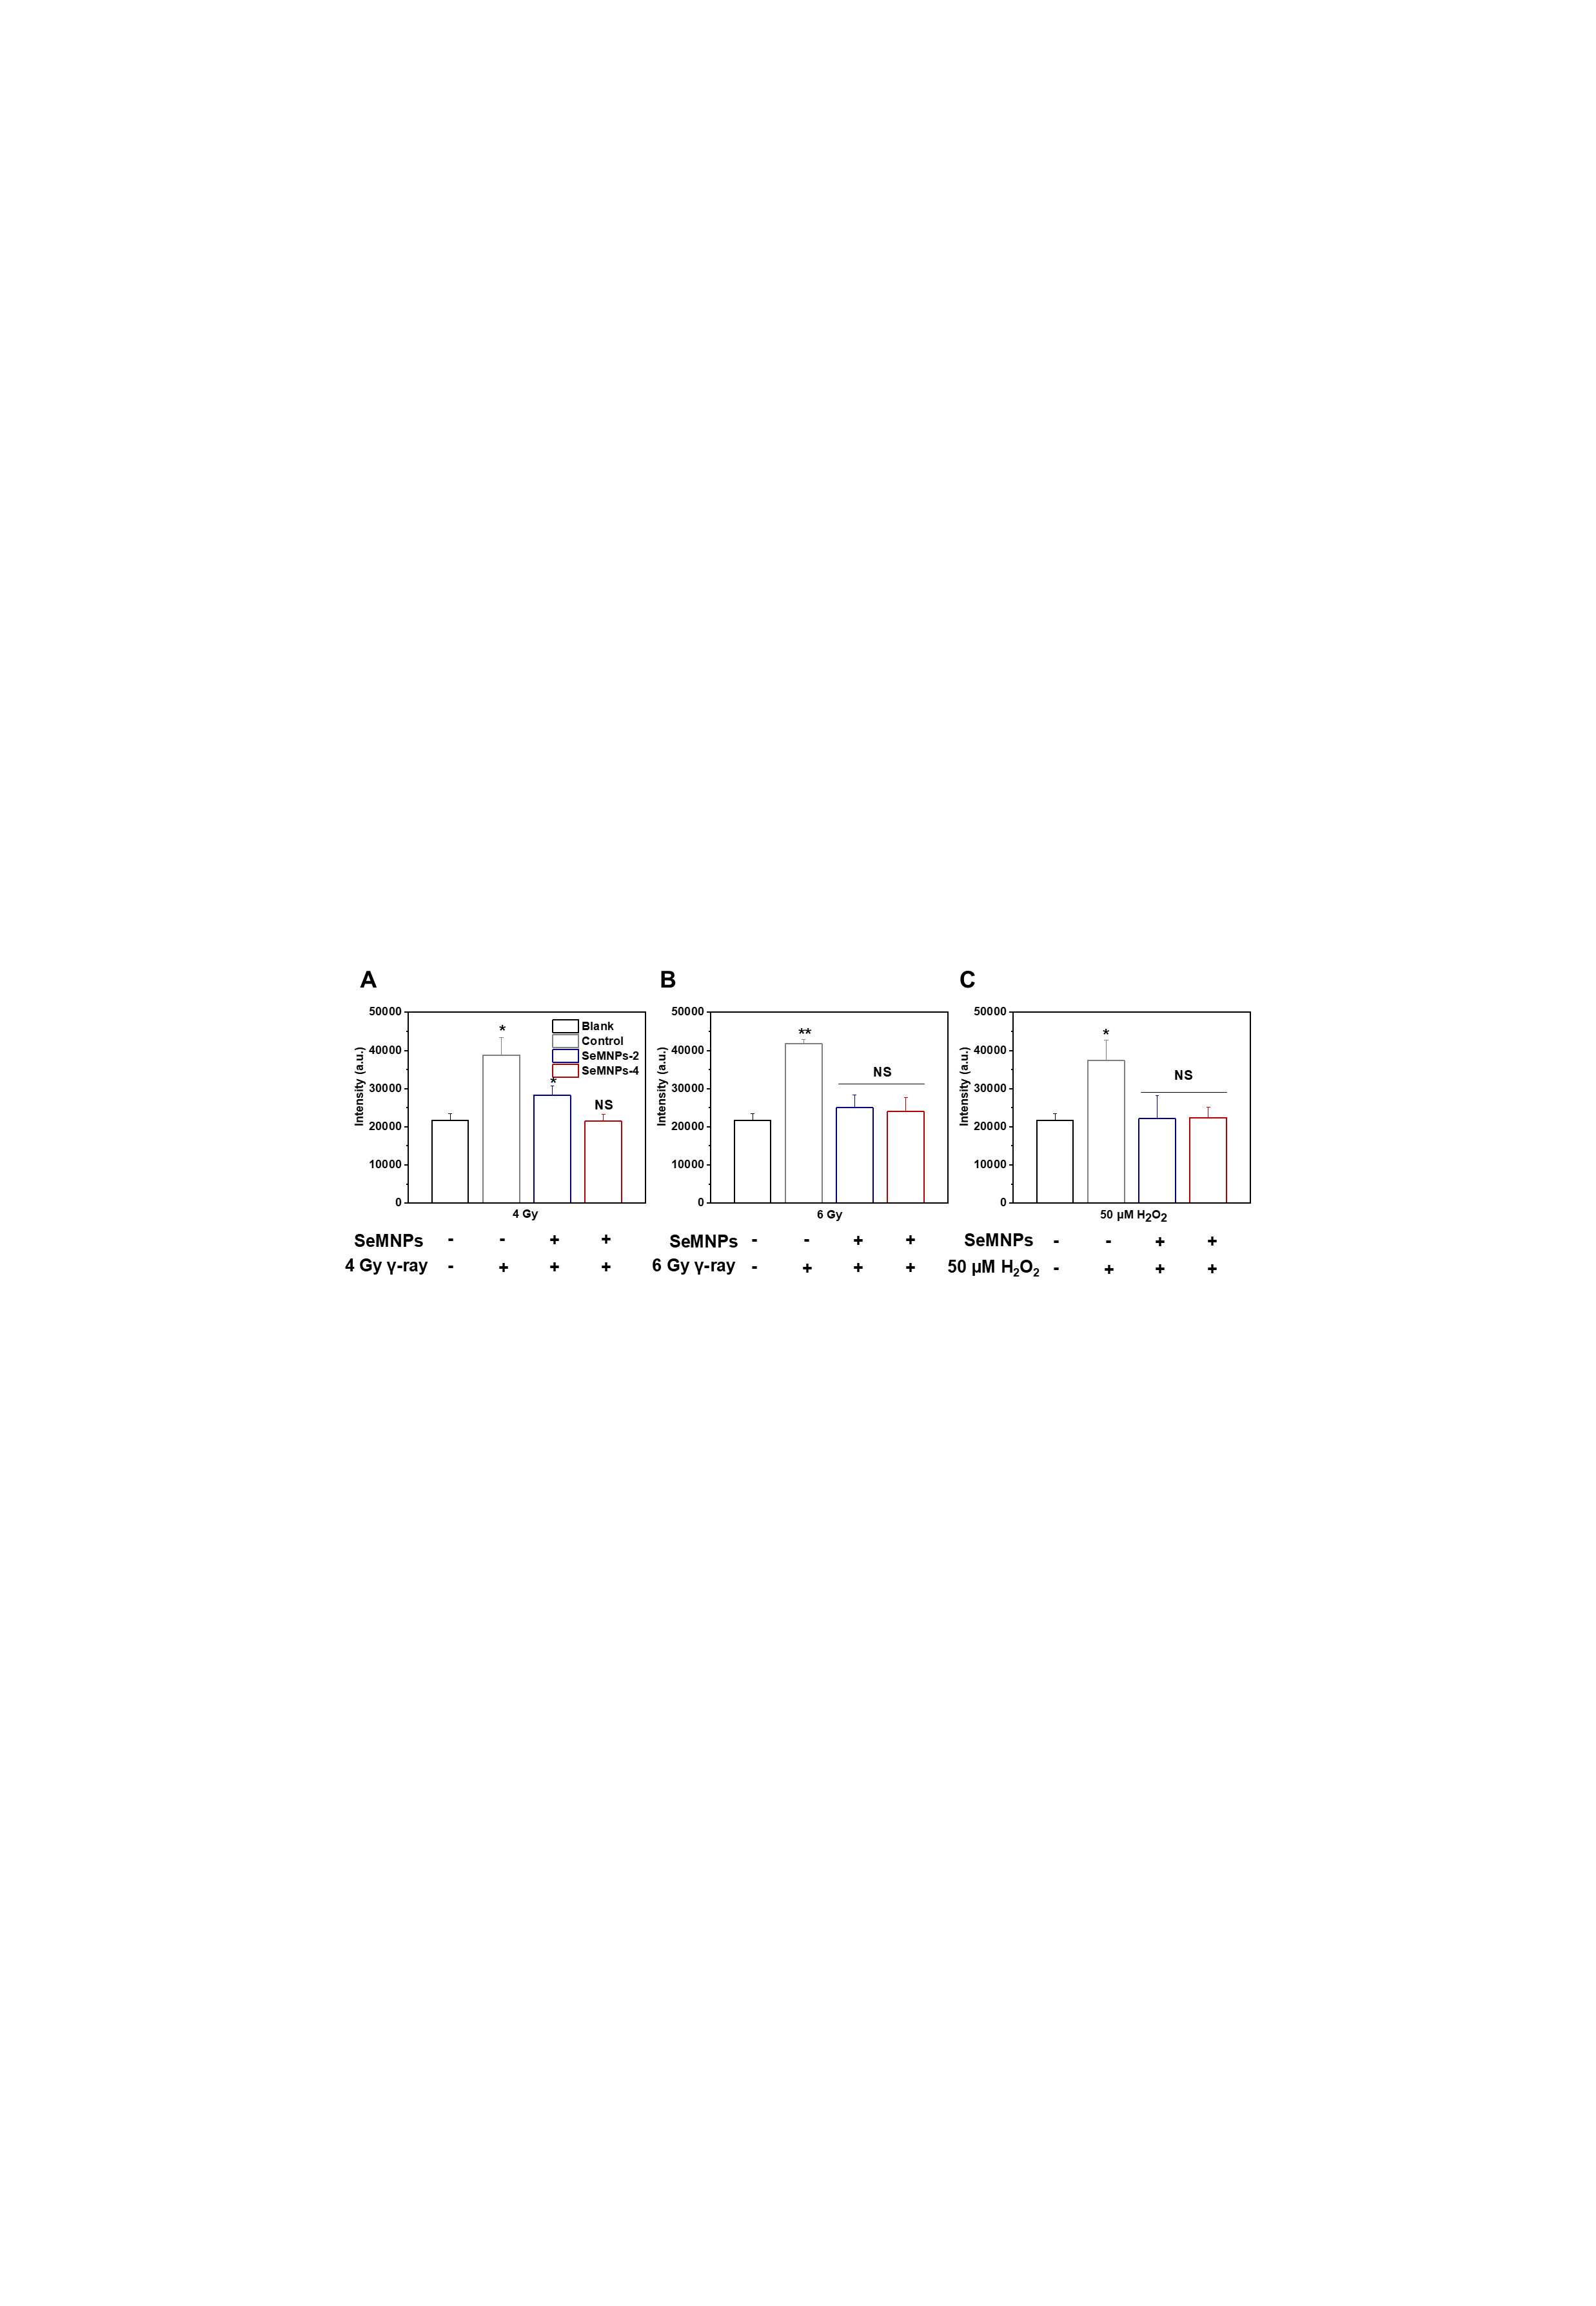 A B C
50000 50000 50000
40000 40000 40000
30000 30000 30000
20000 20000 20000
10000 10000 10000
0 0 0
Intensity (a.u.) Intensity (a.u.) Intensity (a.u.)
* ** *
Blank
Control
SeMNPs-2
SeMNPs-4
* NS NS NS
4 Gy 6 Gy 50 µM H₂O₂
SeMNPs - - + + SeMNPs - - + + SeMNPs - - + +
4 Gy γ-ray - + + + 6 Gy γ-ray - + + + 50 µM H₂O₂ - + + +